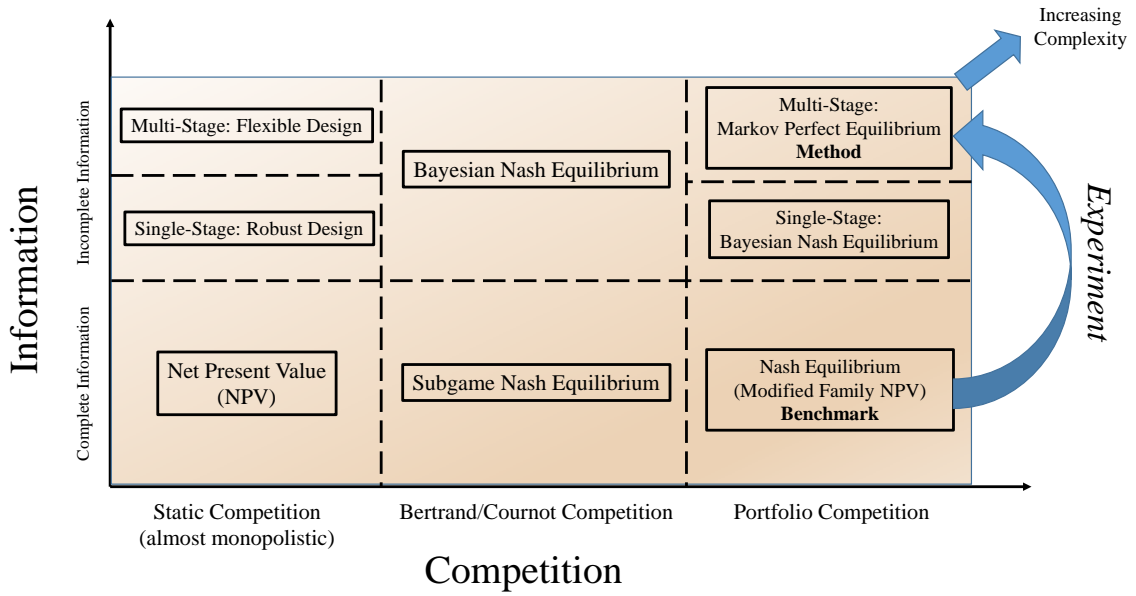 Increasing
Complexity
Information
Incomplete Information
Complete Information
Multi-Stage: Flexible Design
Single-Stage: Robust Design
Net Present Value
(NPV)
Bayesian Nash Equilibrium
Subgame Nash Equilibrium
Multi-Stage:
Markov Perfect Equilibrium
Method
Single-Stage:
Bayesian Nash Equilibrium
Nash Equilibrium
(Modified Family NPV)
Benchmark
Experiment
Static Competition
(almost monopolistic)
Bertrand/Cournot Competition
Portfolio Competition
Competition